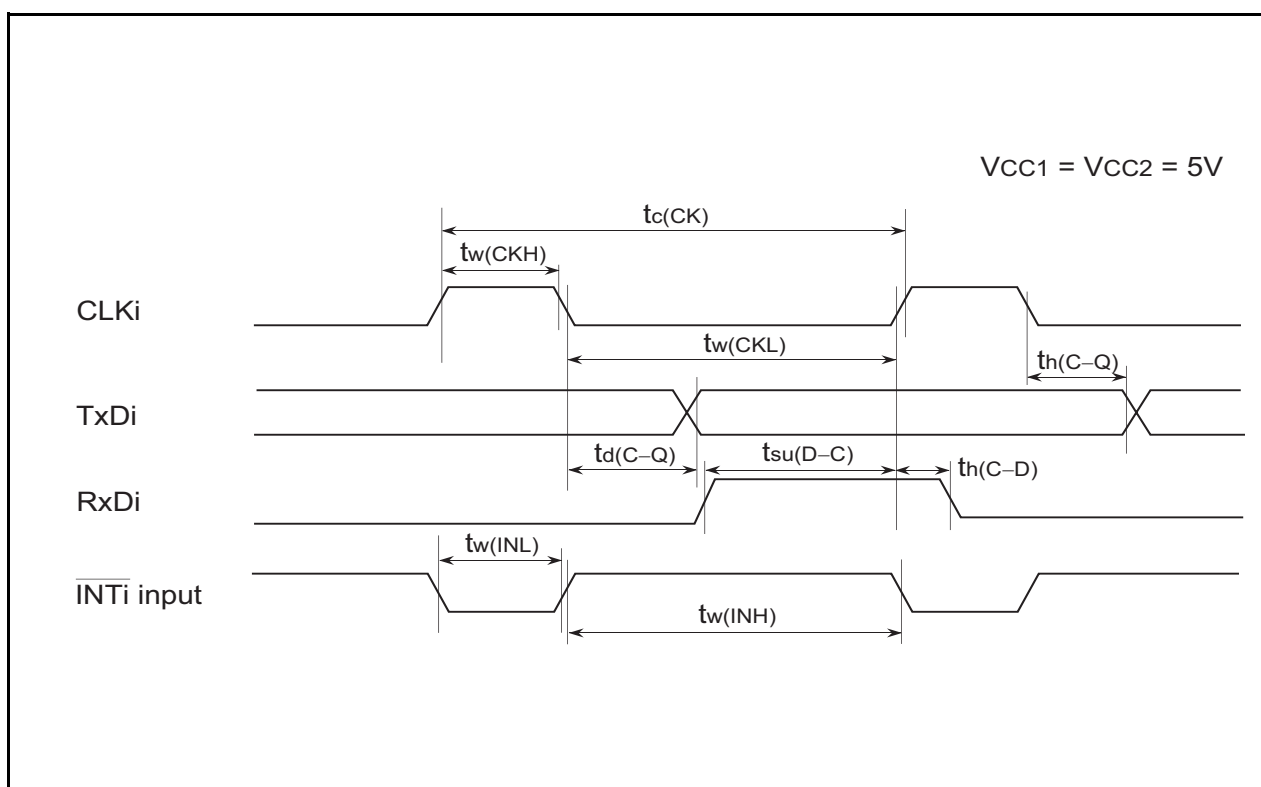 VCC1 = VCC2 = 5V
tc(CK)
tw(CKH)
CLKi
tw(CKL)
th(C–Q)
TxDi
td(C–Q)
tsu(D–C)
th(C–D)
RxDi
tw(INL)
INTi input
tw(INH)